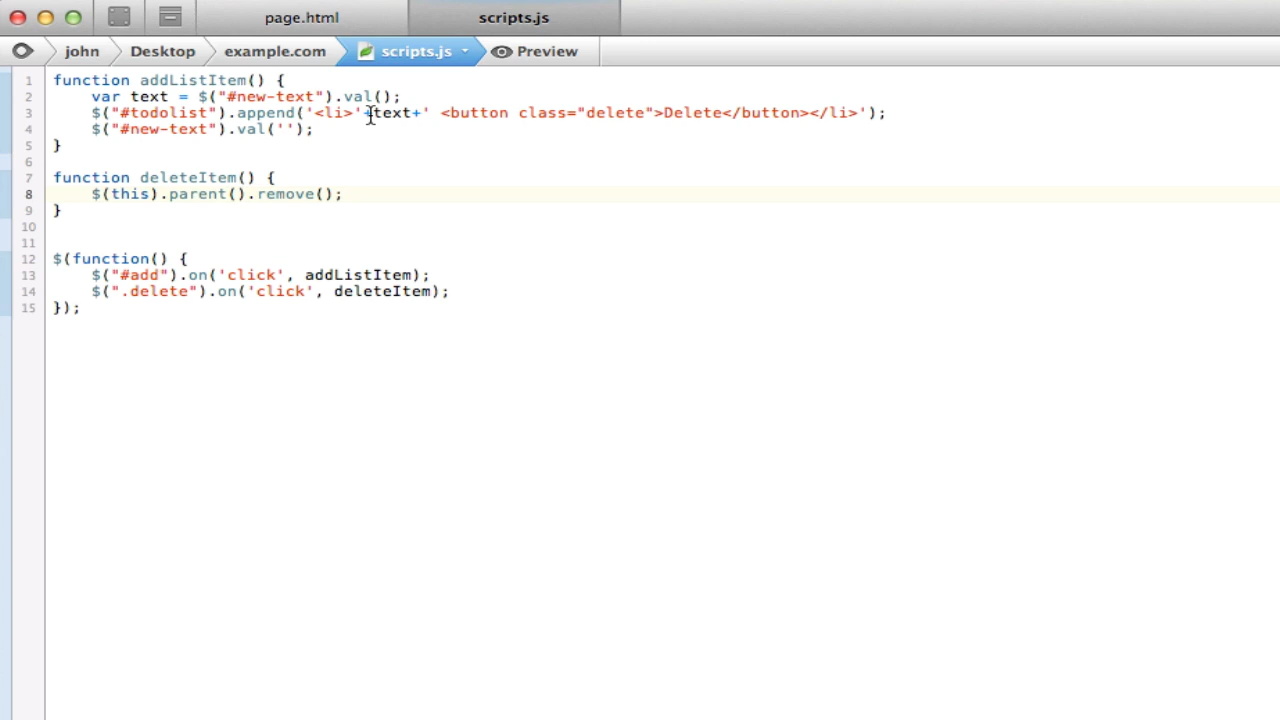 page.html scripts.js
john Desktop example.com scripts.js Preview
1 function addListItem() {
2 var text = $("#new-text").val();
3 $("#todolist").append('<li>'+text+' <button class="delete">Delete</button></li>');
4 $("#new-text").val('');
5 }
6
7 function deleteItem() {
8 $(this).parent().remove();
9 }
10
11
12 $(function() {
13 $("#add").on('click', addListItem);
14 $(".delete").on('click', deleteItem);
15 });